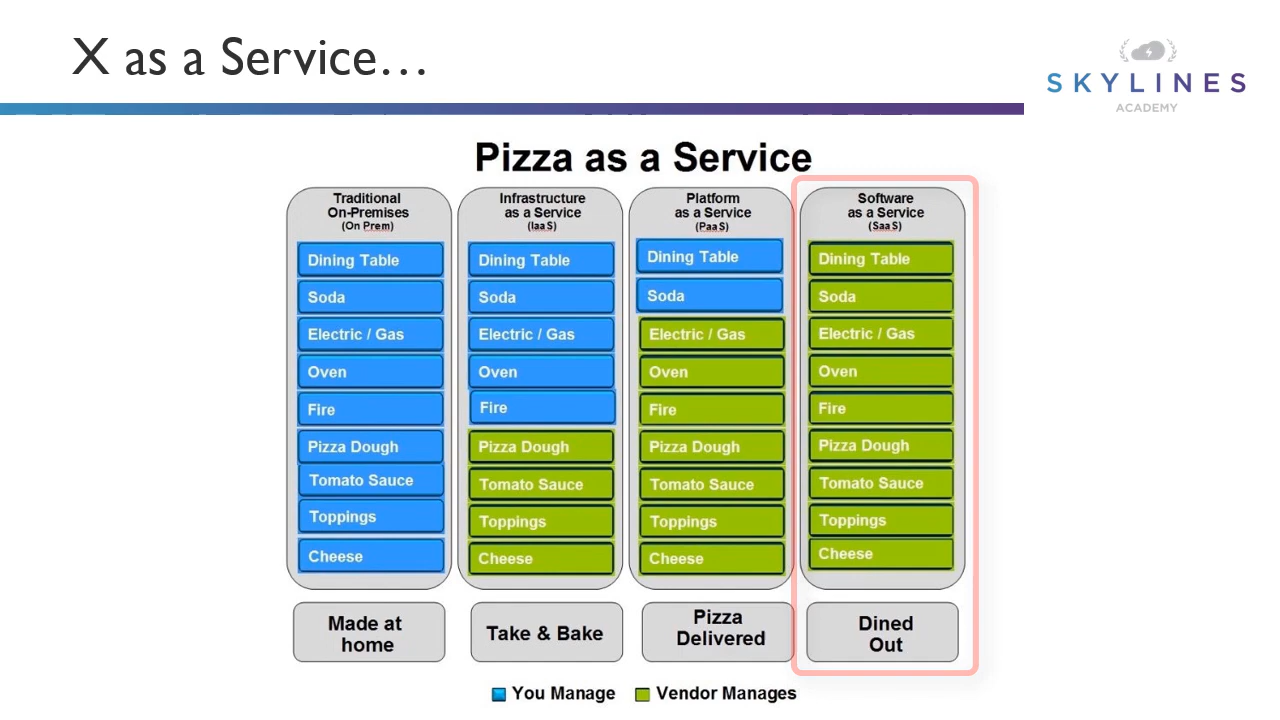 X as a Service…
SKYLINES
ACADEMY
Pizza as a Service
Traditional
On-Premises
(On Prem)
Dining Table
Soda
Electric / Gas
Oven
Fire
Pizza Dough
Tomato Sauce
Toppings
Cheese
Made at
home
Infrastructure
as a Service
(IaaS)
Dining Table
Soda
Electric / Gas
Oven
Fire
Pizza Dough
Tomato Sauce
Toppings
Cheese
Take & Bake
Platform
as a Service
(PaaS)
Dining Table
Soda
Electric / Gas
Oven
Fire
Pizza Dough
Tomato Sauce
Toppings
Cheese
Pizza
Delivered
Software
as a Service
(SaaS)
Dining Table
Soda
Electric / Gas
Oven
Fire
Pizza Dough
Tomato Sauce
Toppings
Cheese
Dined
Out
You Manage
Vendor Manages